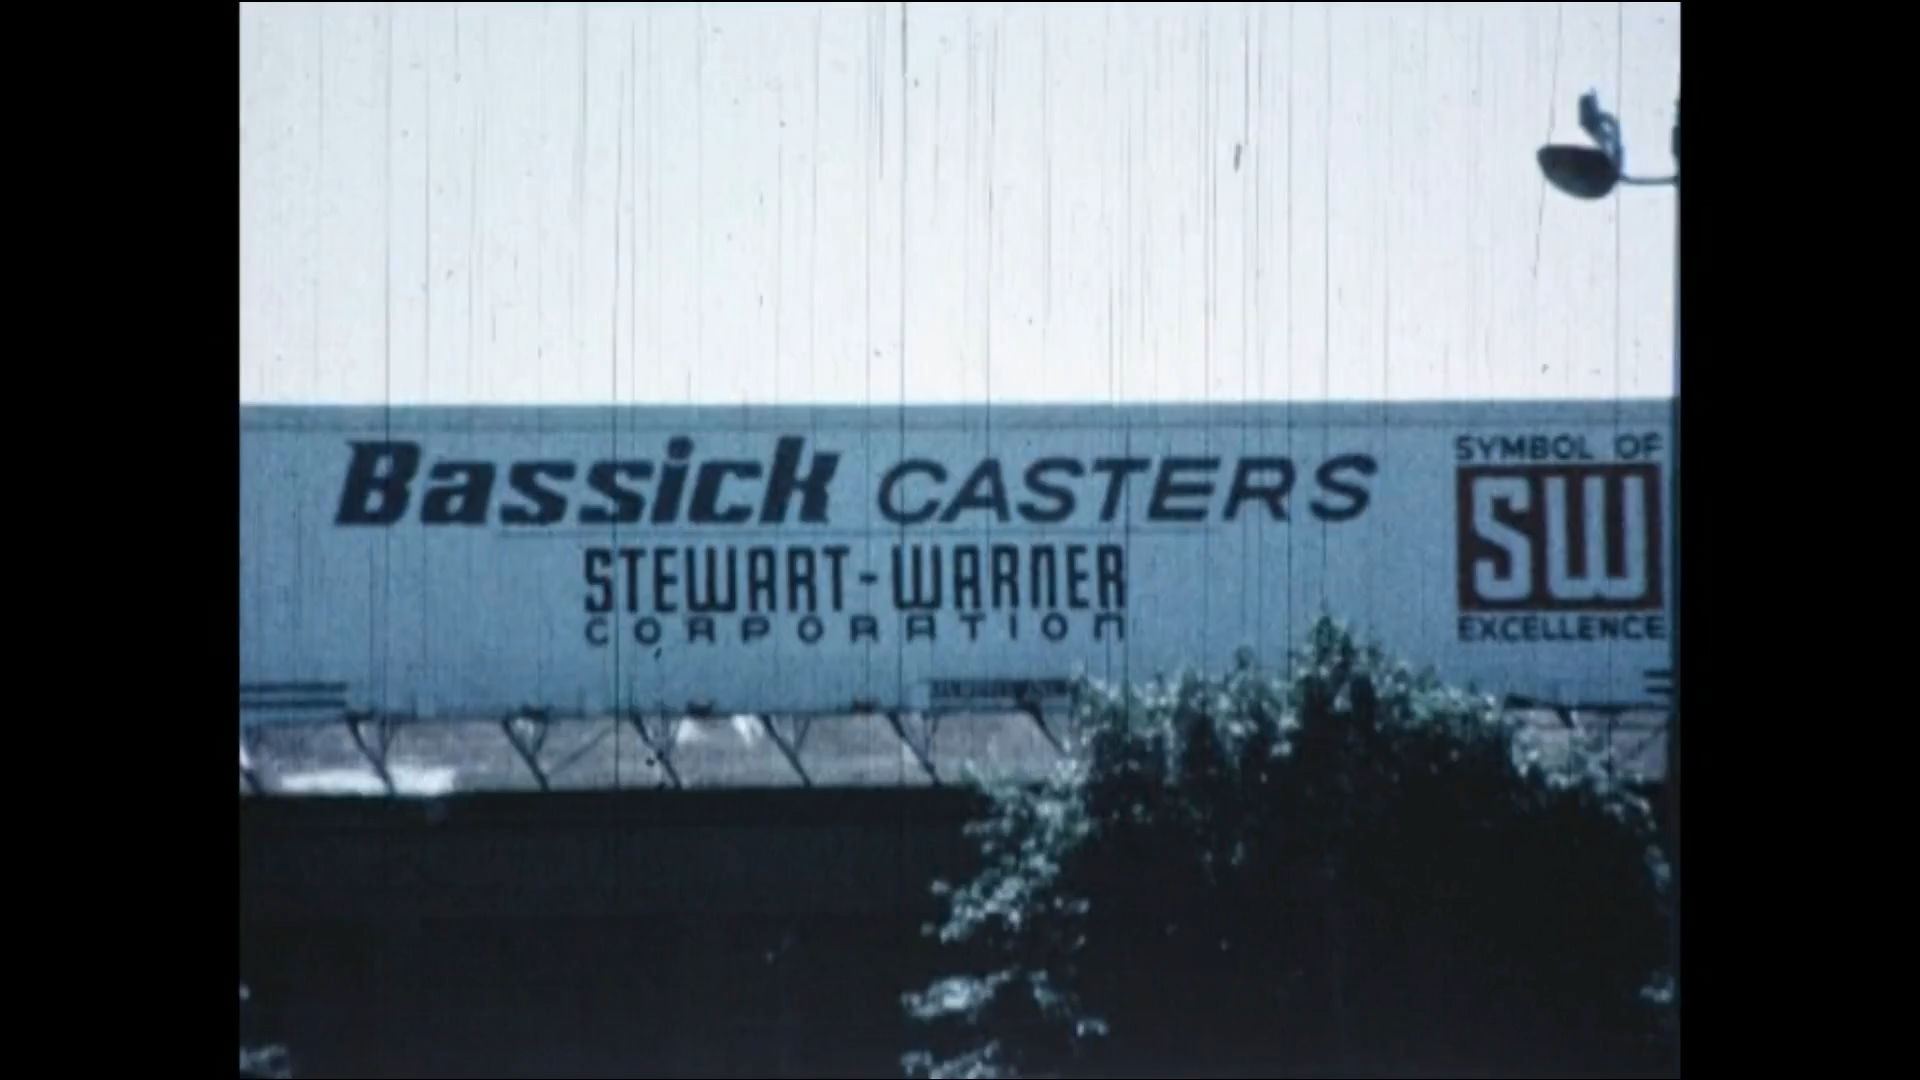 Bassick CASTERS
STEWART-WARNER
CORPORATION
SYMBOL OF
SW
EXCELLENCE